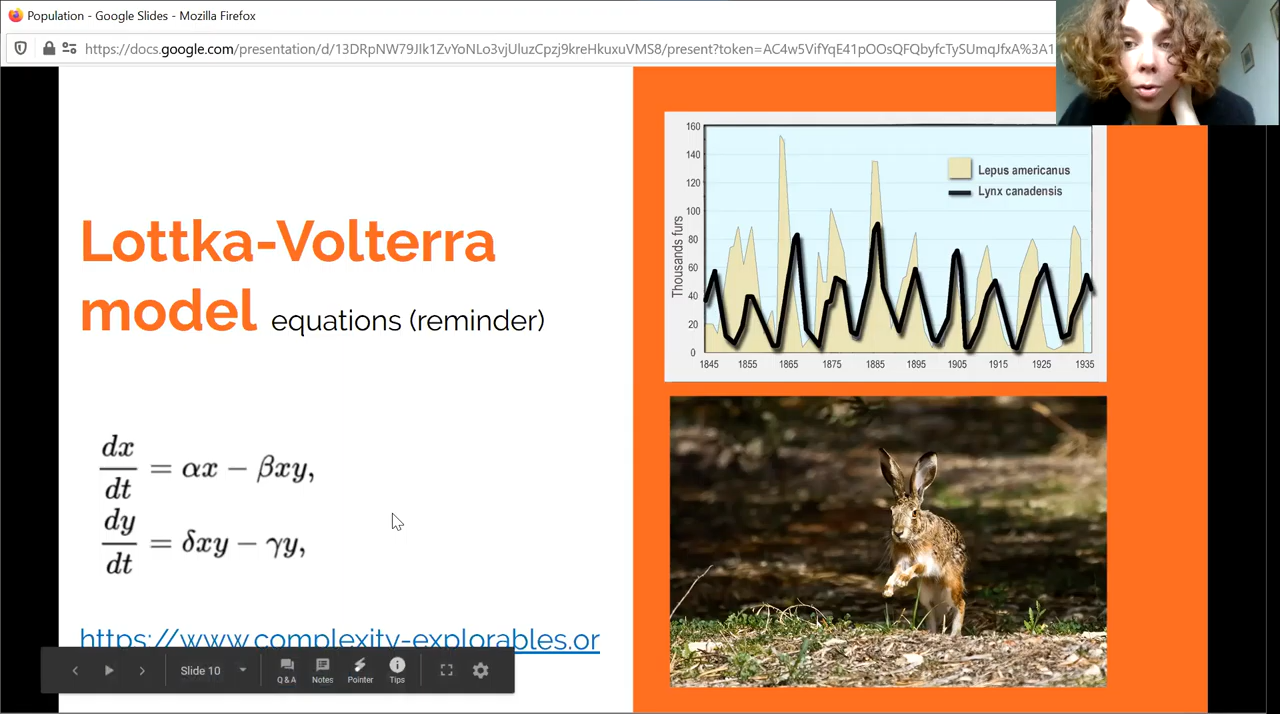 Population - Google Slides - Mozilla Firefox
https://docs.google.com/presentation/d/13DRpNW79JIk1ZvYoNLo3vjUIuzCpzj9kreHkuxuVMS8/present?token=AC4w5VifYqE41pOOsQFQbyfcTySUmqJfxA%3A1
Lottka-Volterra
model equations (reminder)
dx/dt = αx − βxy,
dy/dt = δxy − γy,
https://www.complexity-explorables.or
Slide 10
Q & A
Notes
Pointer
Tips
Thousands furs
160
140
120
100
80
60
40
20
0
Lepus americanus
Lynx canadensis
1845 1855 1865 1875 1885 1895 1905 1915 1925 1935